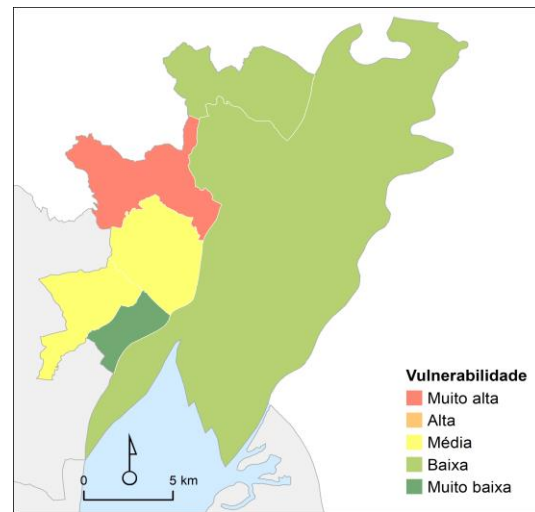 Vulnerabilidade
Muito alta
Alta
Média
Baixa
Muito baixa
0 5 km